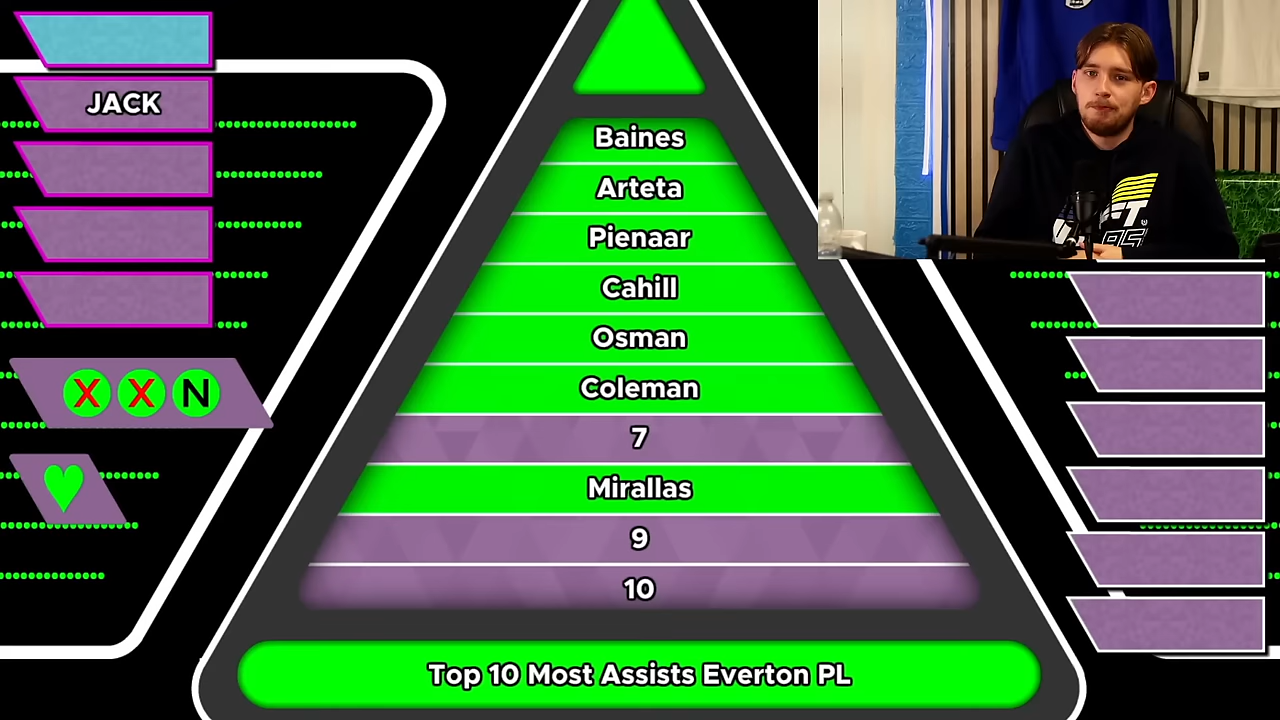 JACK
X X N
Baines
Arteta
Pienaar
Cahill
Osman
Coleman
7
Mirallas
9
10
Top 10 Most Assists Everton PL